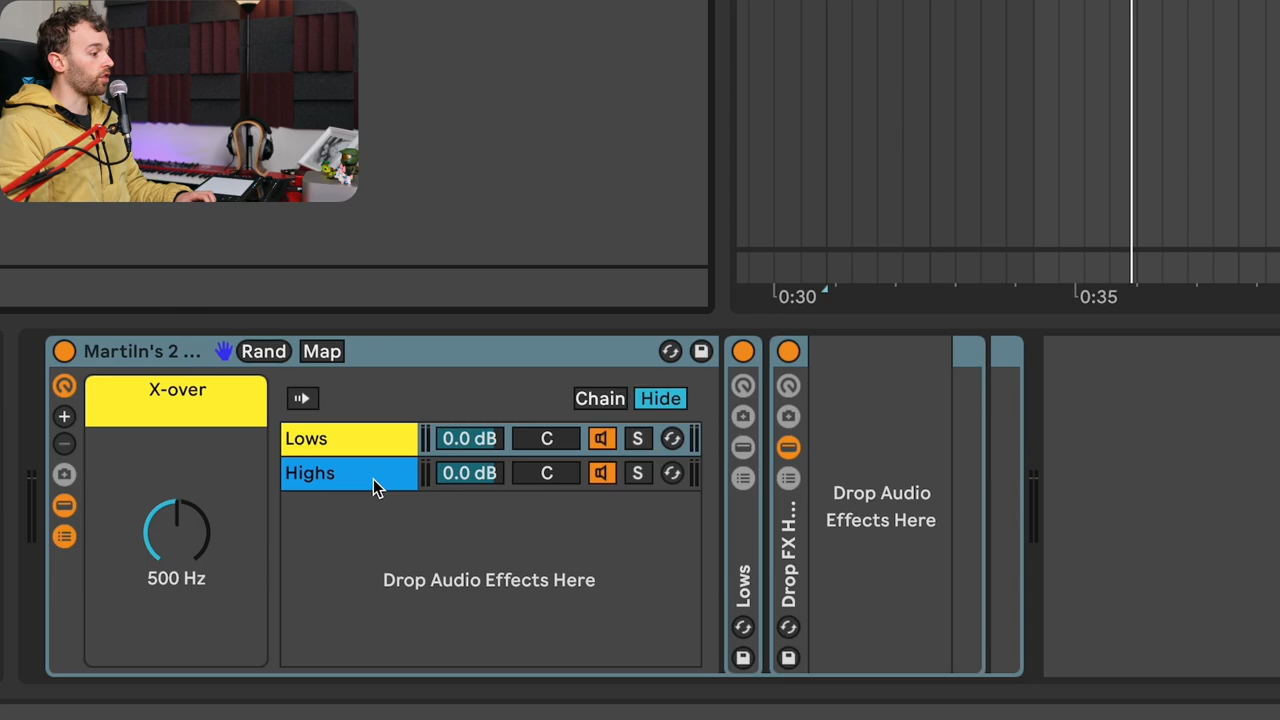 0:30
0:35
Martiln's 2 ...
Rand
Map
X-over
500 Hz
Chain
Hide
Lows
0.0 dB
C
S
Highs
0.0 dB
C
S
Drop Audio Effects Here
Lows
Drop FX H...
Drop Audio
Effects Here